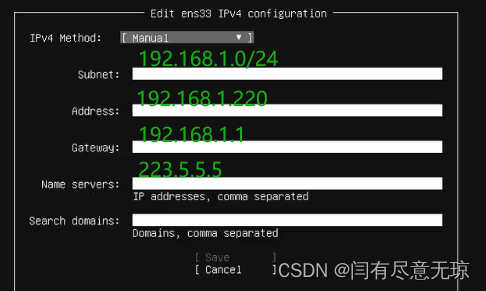 Edit ens33 IPv4 configuration
IPv4 Method: [ Manual ▼ ]
192.168.1.0/24
Subnet:
192.168.1.220
Address:
192.168.1.1
Gateway:
223.5.5.5
Name servers:
IP addresses, comma separated
Search domains:
Domains, comma separated
[ Save ]
[ Cancel ]
CSDN @闫有尽意无琼